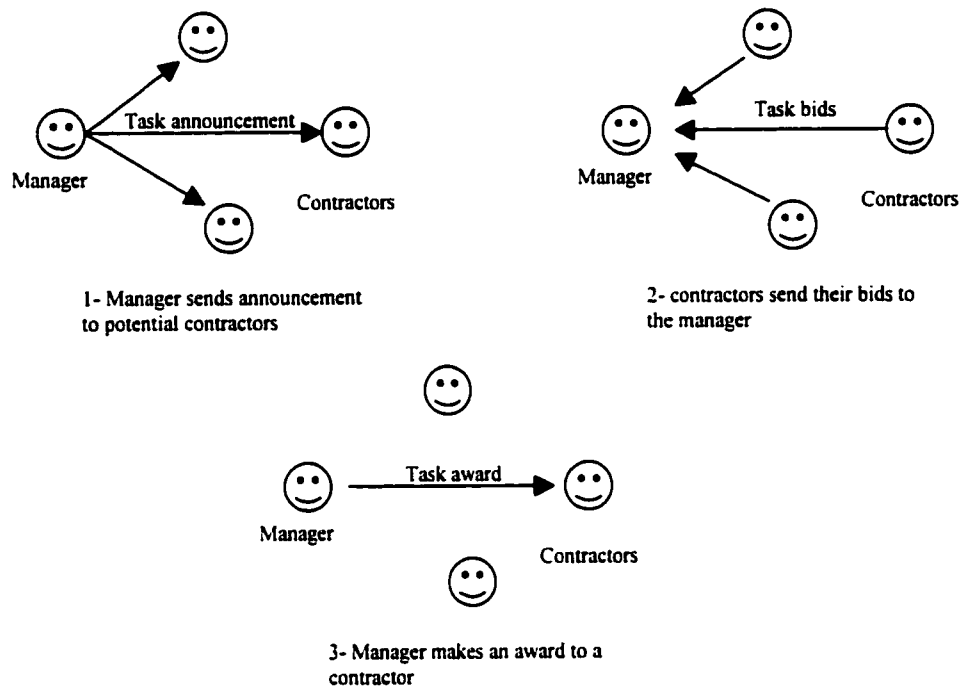 Task announcement
Manager
Contractors
1- Manager sends announcement
to potential contractors
Task bids
Manager
Contractors
2- contractors send their bids to
the manager
Task award
Manager
Contractors
3- Manager makes an award to a
contractor